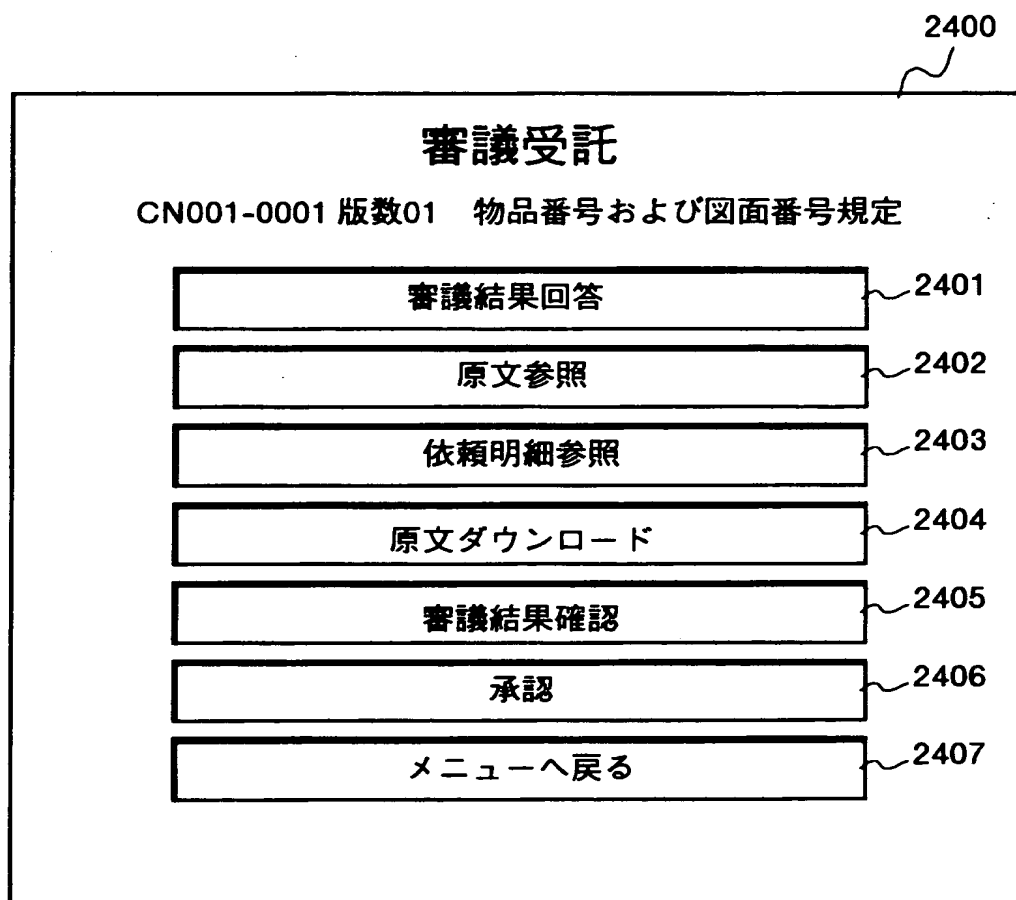 2400
審議受託
CN001-0001 版数01 物品番号および図面番号規定
審議結果回答 2401
原文参照 2402
依頼明細参照 2403
原文ダウンロード 2404
審議結果確認 2405
承認 2406
メニューへ戻る 2407